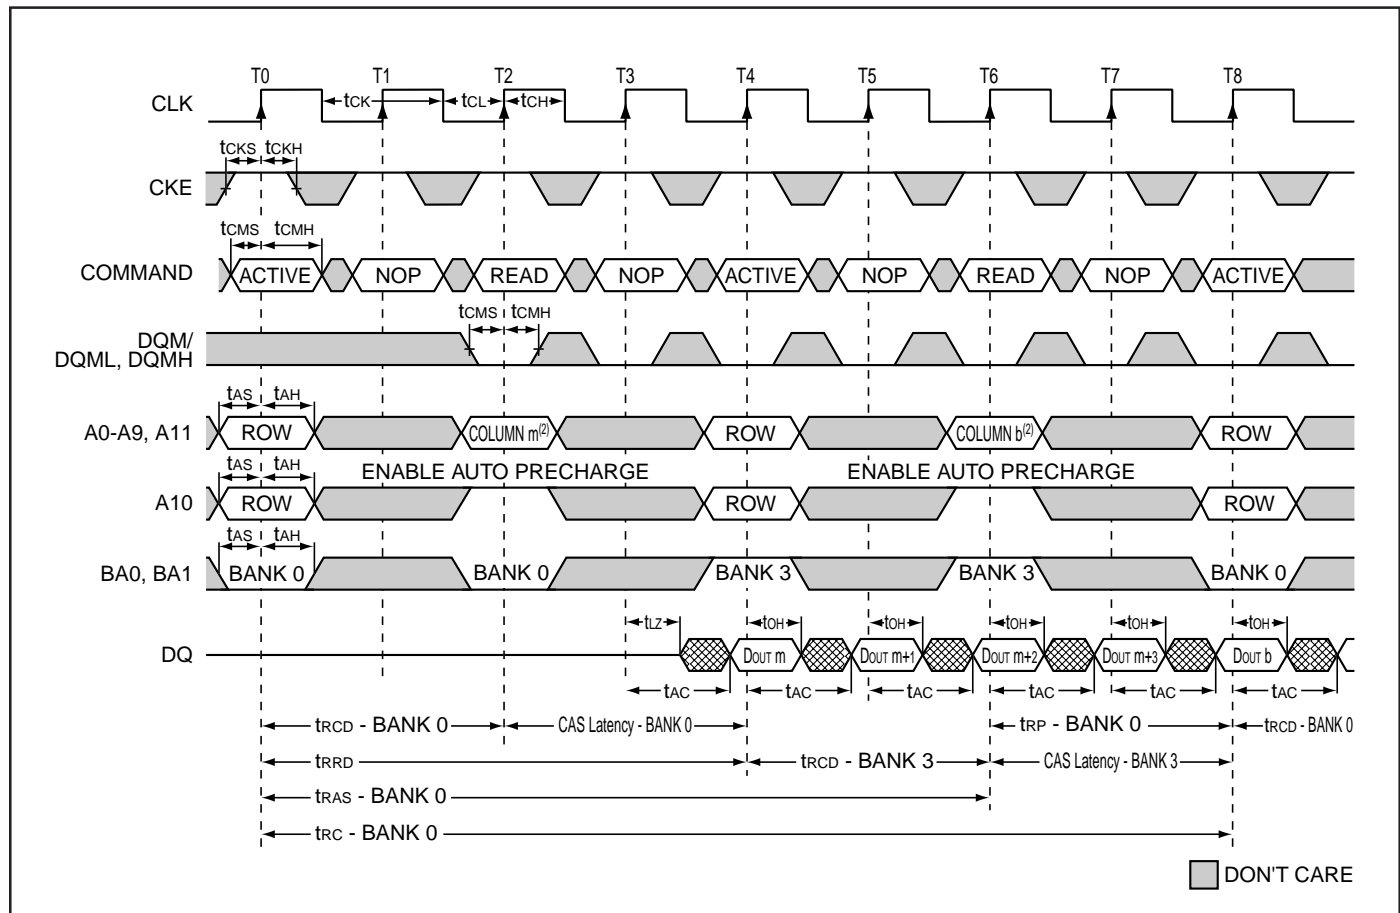 T0 T1 T2 T3 T4 T5 T6 T7 T8
CLK tCK tCL tCH
tCKS tCKH
CKE
tCMS tCMH
COMMAND ACTIVE NOP READ NOP ACTIVE NOP READ NOP ACTIVE
tCMS tCMH
DQM/
DQML, DQMH
tAS tAH
A0-A9, A11 ROW COLUMN m(2) ROW COLUMN b(2) ROW
tAS tAH ENABLE AUTO PRECHARGE ENABLE AUTO PRECHARGE
A10 ROW ROW ROW
tAS tAH
BA0, BA1 BANK 0 BANK 0 BANK 3 BANK 3 BANK 0
tLZ tOH tOH tOH tOH tOH
DQ DOUT m DOUT m+1 DOUT m+2 DOUT m+3 DOUT b
tAC tAC tAC tAC tAC tAC
tRCD - BANK 0 CAS Latency - BANK 0 tRP - BANK 0 tRCD - BANK 0
tRRD tRCD - BANK 3 CAS Latency - BANK 3
tRAS - BANK 0
tRC - BANK 0
DON'T CARE